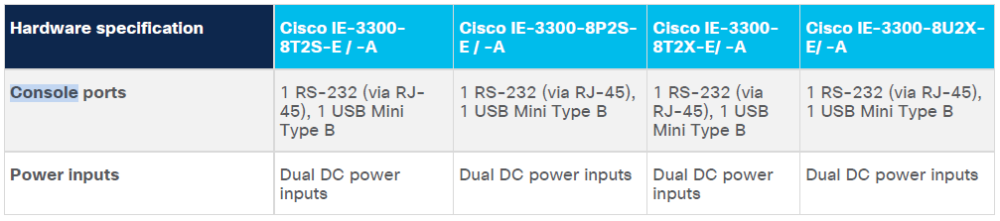 Hardware specification
Cisco IE-3300-
8T2S-E / -A
Cisco IE-3300-8P2S-
E / -A
Cisco IE-3300-
8T2X-E/ -A
Cisco IE-3300-8U2X-
E/ -A
Console ports
1 RS-232 (via RJ-
45), 1 USB Mini
Type B
1 RS-232 (via RJ-45),
1 USB Mini Type B
1 RS-232 (via
RJ-45), 1 USB
Mini Type B
1 RS-232 (via RJ-45),
1 USB Mini Type B
Power inputs
Dual DC power
inputs
Dual DC power inputs
Dual DC power
inputs
Dual DC power inputs